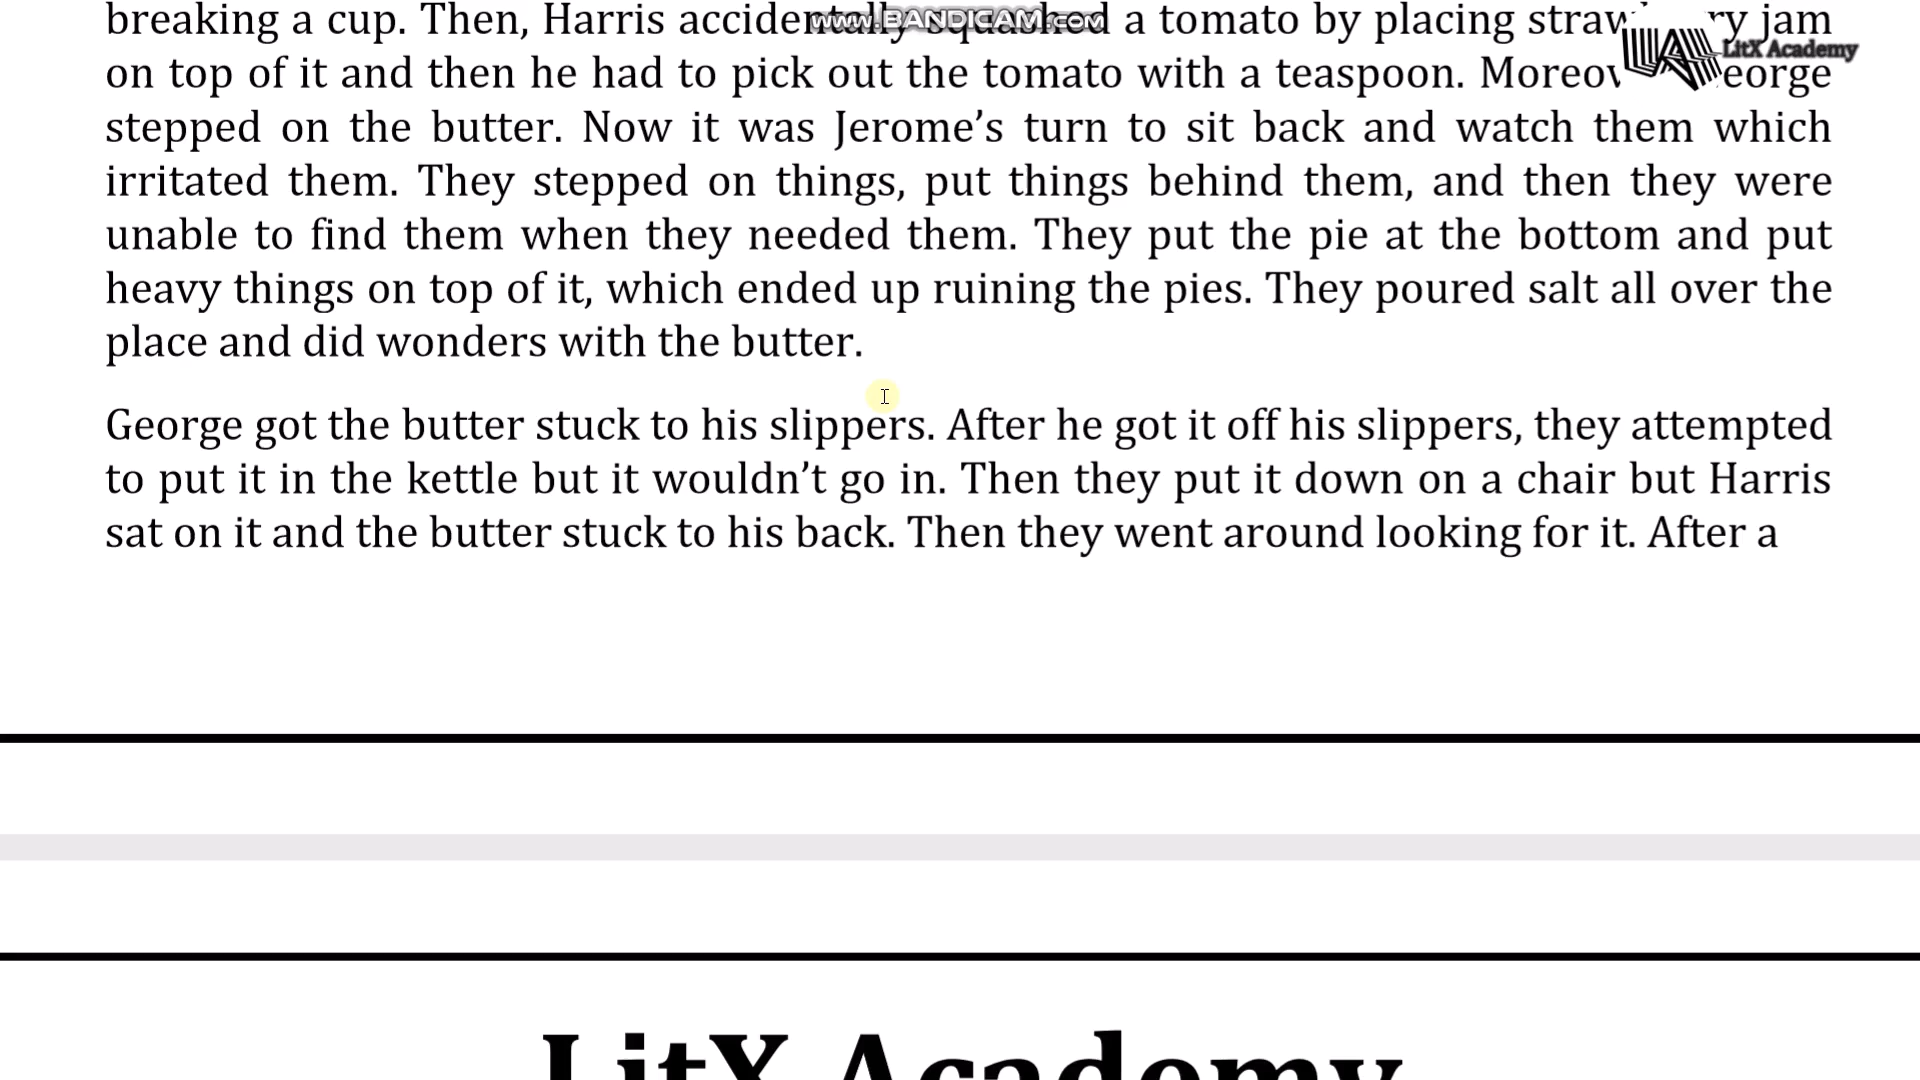 breaking a cup. Then, Harris accidentally squashed a tomato by placing strawberry jam
www.BANDICAM.com
LitX Academy
on top of it and then he had to pick out the tomato with a teaspoon. Moreover, George
stepped on the butter. Now it was Jerome’s turn to sit back and watch them which
irritated them. They stepped on things, put things behind them, and then they were
unable to find them when they needed them. They put the pie at the bottom and put
heavy things on top of it, which ended up ruining the pies. They poured salt all over the
place and did wonders with the butter.
George got the butter stuck to his slippers. After he got it off his slippers, they attempted
to put it in the kettle but it wouldn’t go in. Then they put it down on a chair but Harris
sat on it and the butter stuck to his back. Then they went around looking for it. After a
LitX Academy